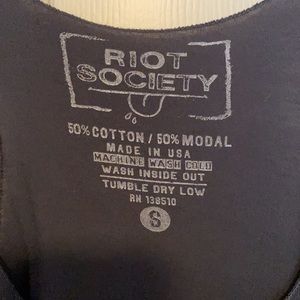 RIOT
SOCIETY
50% COTTON / 50% MODAL
MADE IN USA
MACHINE WASH COLD
WASH INSIDE OUT
TUMBLE DRY LOW
RN 138510
S